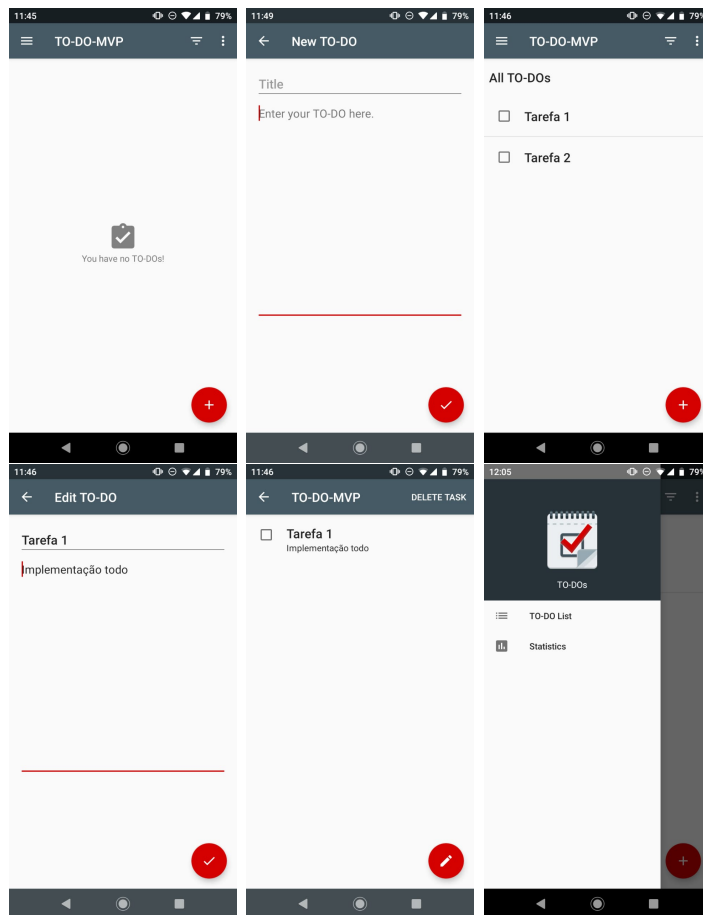 11:45 79%
TO-DO-MVP
You have no TO-DOs!
11:49 79%
New TO-DO
Title
Enter your TO-DO here.
11:46 79%
TO-DO-MVP
All TO-DOs
Tarefa 1
Tarefa 2
11:46 79%
Edit TO-DO
Tarefa 1
Implementação todo
11:46 79%
TO-DO-MVP DELETE TASK
Tarefa 1
Implementação todo
12:05 79%
TO-DOs
TO-DO List
Statistics